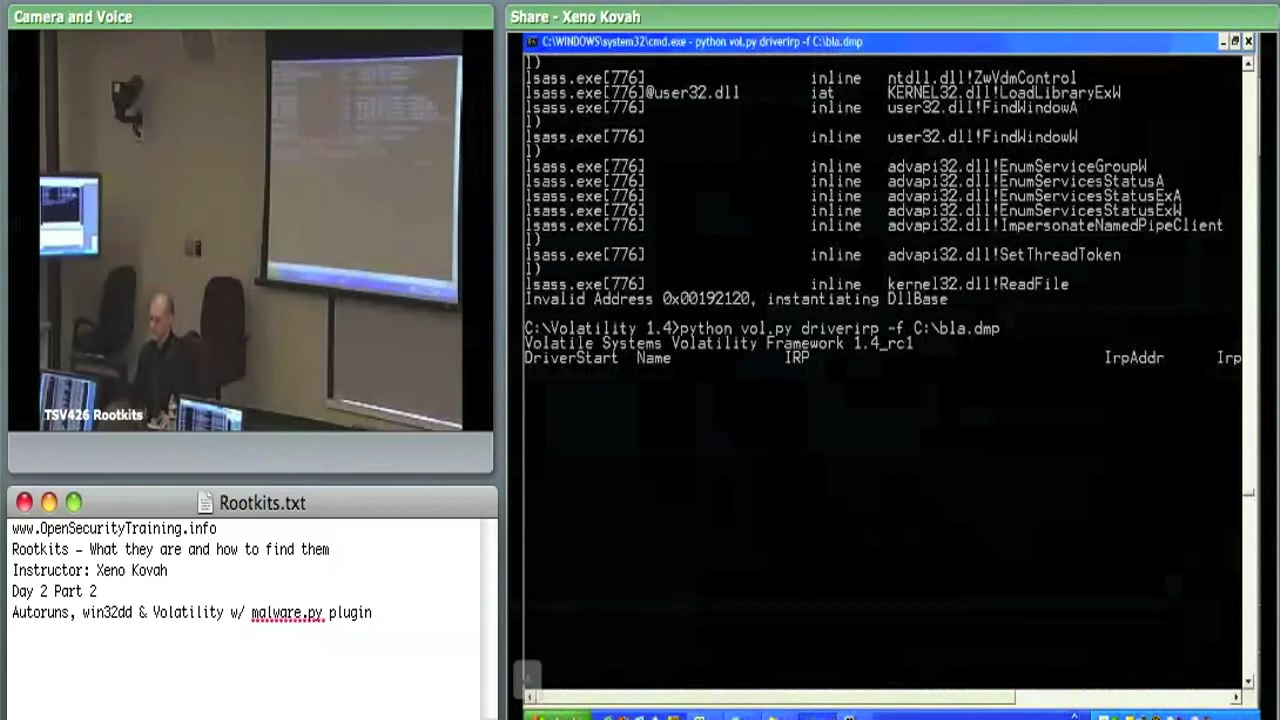 Camera and Voice
TSV426 Rootkits
Rootkits.txt
www.OpenSecurityTraining.info
Rootkits - What they are and how to find them
Instructor: Xeno Kovah
Day 2 Part 2
Autoruns, win32dd & Volatility w/ malware.py plugin
Share - Xeno Kovah
C:\WINDOWS\system32\cmd.exe - python vol.py driverirp -f C:\bla.dmp
])
lsass.exe[776] inline ntdll.dll!ZwVdmControl
lsass.exe[776]@user32.dll iat KERNEL32.dll!LoadLibraryExW
lsass.exe[776] inline user32.dll!FindWindowA
])
lsass.exe[776] inline user32.dll!FindWindowW
])
lsass.exe[776] inline advapi32.dll!EnumServiceGroupW
lsass.exe[776] inline advapi32.dll!EnumServicesStatusA
lsass.exe[776] inline advapi32.dll!EnumServicesStatusExA
lsass.exe[776] inline advapi32.dll!EnumServicesStatusExW
lsass.exe[776] inline advapi32.dll!ImpersonateNamedPipeClient
])
lsass.exe[776] inline advapi32.dll!SetThreadToken
])
lsass.exe[776] inline kernel32.dll!ReadFile
Invalid Address 0x00192120, instantiating DllBase
C:\Volatility 1.4>python vol.py driverirp -f C:\bla.dmp
Volatile Systems Volatility Framework 1.4_rc1
DriverStart Name IRP IrpAddr Irp